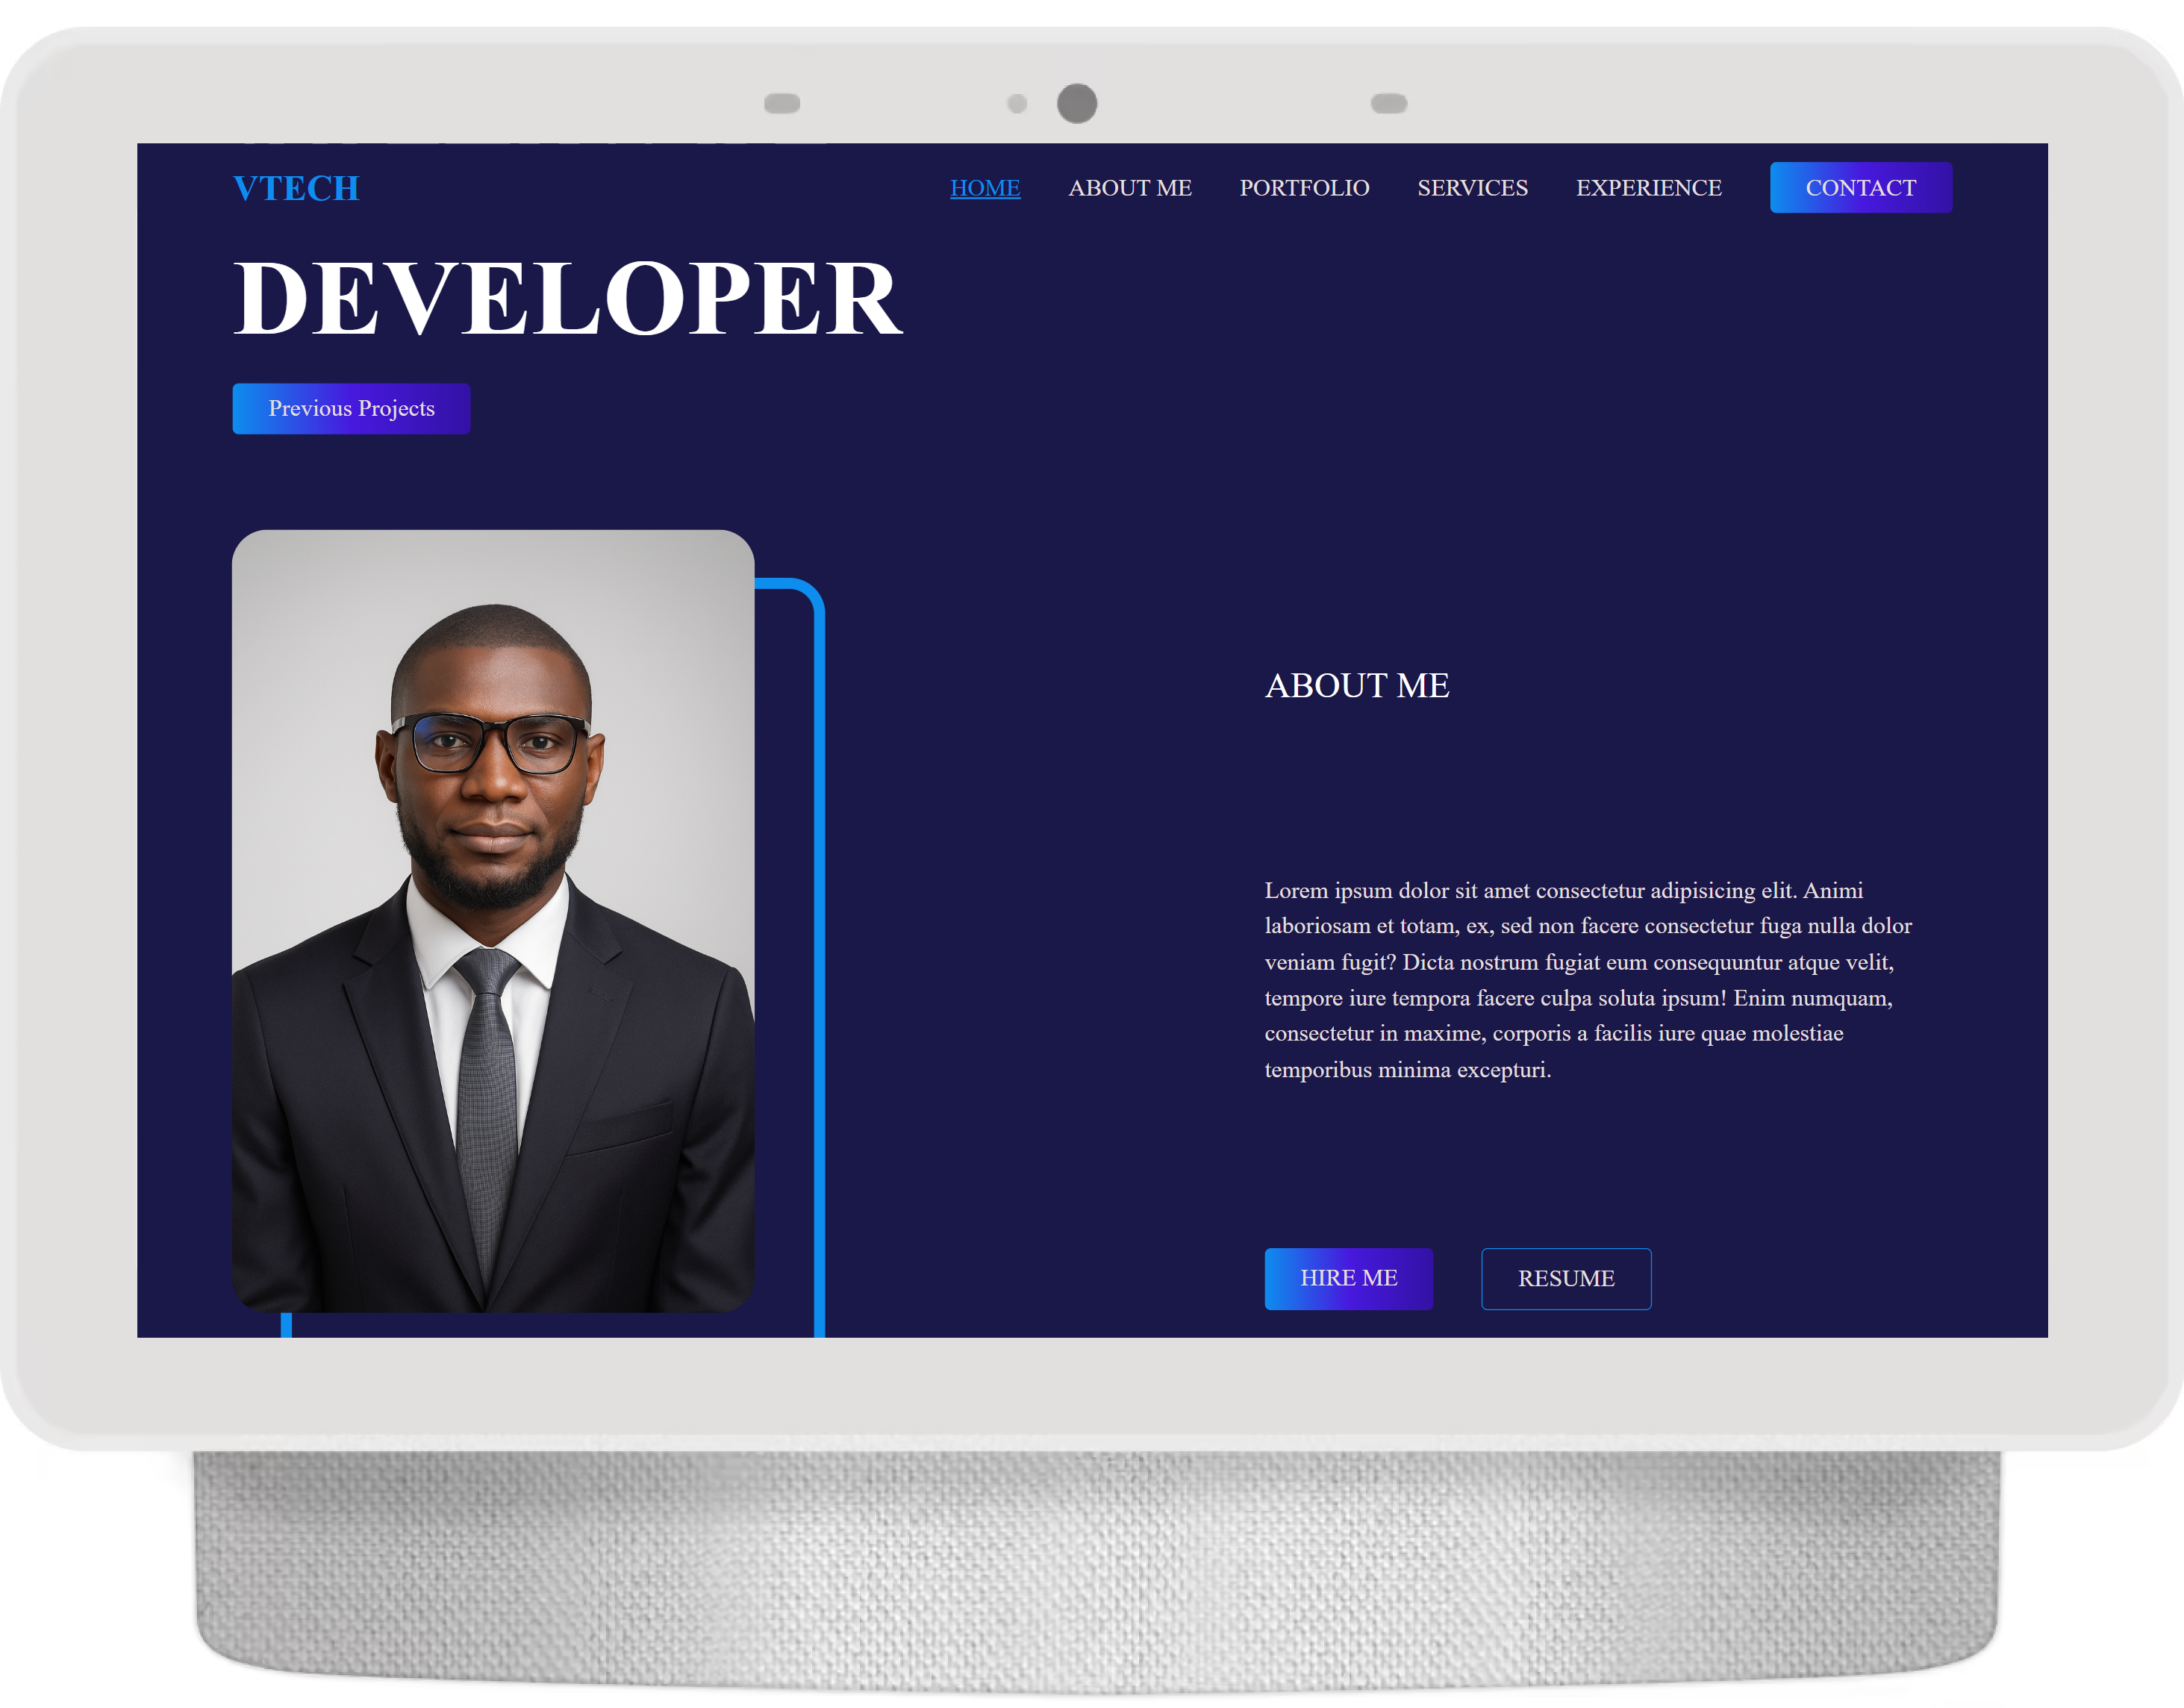 VTECH
HOME ABOUT ME PORTFOLIO SERVICES EXPERIENCE CONTACT
DEVELOPER
Previous Projects
ABOUT ME
Lorem ipsum dolor sit amet consectetur adipisicing elit. Animi
laboriosam et totam, ex, sed non facere consectetur fuga nulla dolor
veniam fugit? Dicta nostrum fugiat eum consequuntur atque velit,
tempore iure tempora facere culpa soluta ipsum! Enim numquam,
consectetur in maxime, corporis a facilis iure quae molestiae
temporibus minima excepturi.
HIRE ME
RESUME